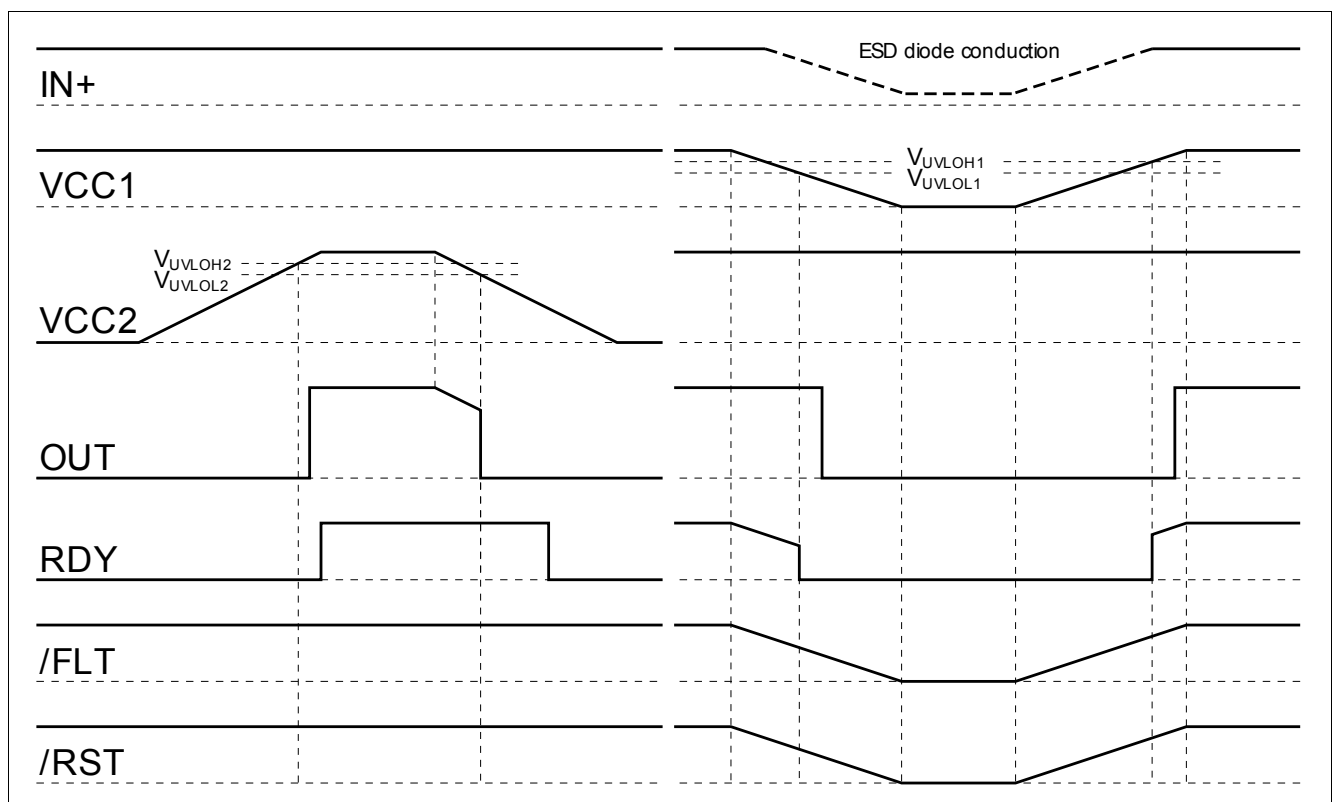 ESD diode conduction
IN+
VCC1
VUVLOH1
VUVLOL1
VUVLOH2
VUVLOL2
VCC2
OUT
RDY
/FLT
/RST